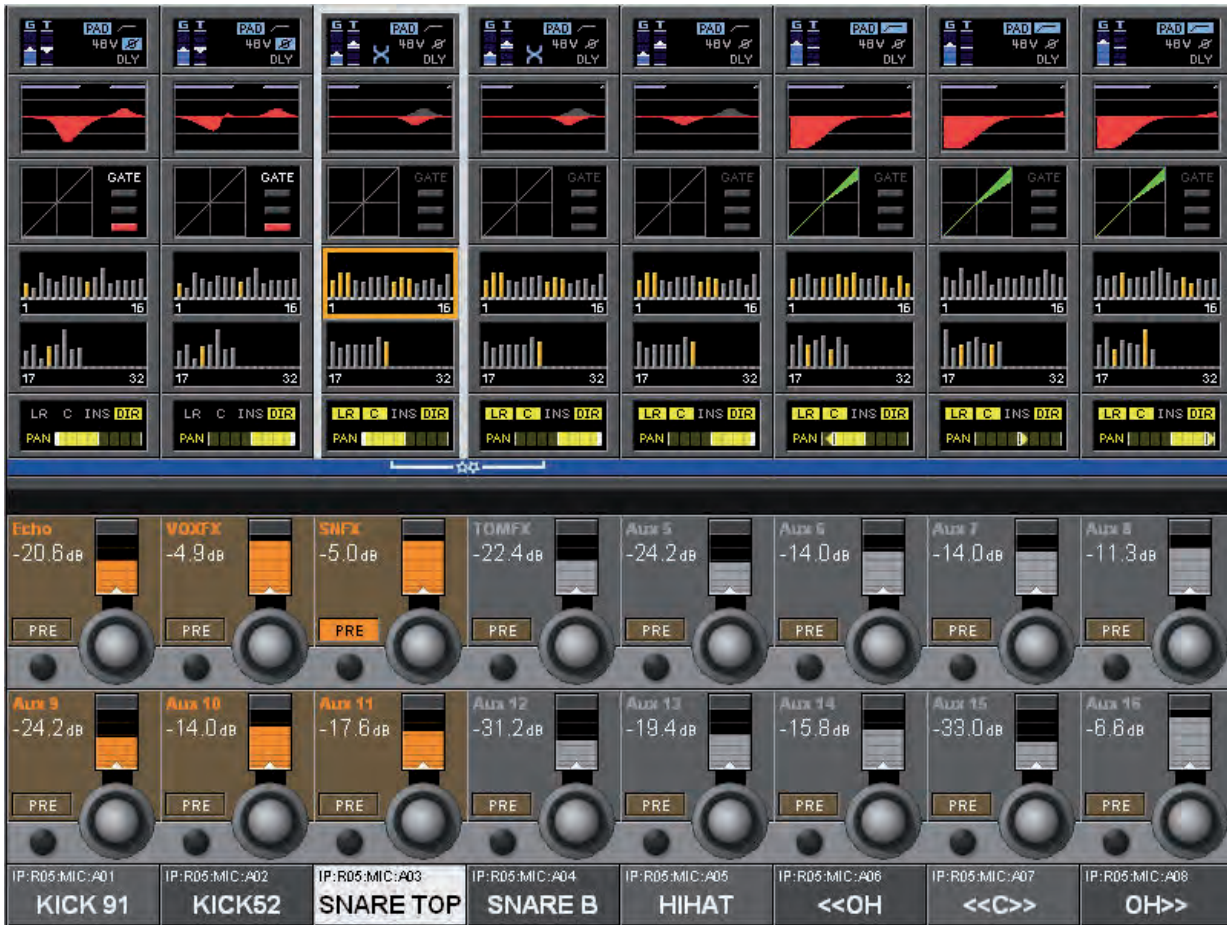 G T PAD G T PAD G T PAD G T PAD G T PAD G T PAD G T PAD G T PAD
48V 48V 48V 48V 48V 48V 48V 48V
DLY DLY DLY DLY DLY DLY DLY DLY
GATE GATE GATE GATE GATE GATE GATE GATE
1 16 1 16 1 16 1 16 1 16 1 16 1 16 1 16
17 32 17 32 17 32 17 32 17 32 17 32 17 32 17 32
LR C INS DIR LR C INS DIR LR C INS DIR LR C INS DIR LR C INS DIR LR C INS DIR LR C INS DIR LR C INS DIR
PAN PAN PAN PAN PAN PAN PAN PAN
Echo VOXFX SNFX TOMFX Aux 5 Aux 6 Aux 7 Aux 8
-20.6dB -4.9dB -5.0dB -22.4dB -24.2dB -14.0dB -14.0dB -11.3dB
PRE PRE PRE PRE PRE PRE PRE PRE
Aux 9 Aux 10 Aux 11 Aux 12 Aux 13 Aux 14 Aux 15 Aux 16
-24.2dB -14.0dB -17.6dB -31.2dB -19.4dB -15.8dB -33.0dB -6.6dB
PRE PRE PRE PRE PRE PRE PRE PRE
IP:R05:MIC:A01 IP:R05:MIC:A02 IP:R05:MIC:A03 IP:R05:MIC:A04 IP:R05:MIC:A05 IP:R05:MIC:A06 IP:R05:MIC:A07 IP:R05:MIC:A08
KICK 91 KICK52 SNARE TOP SNARE B HIHAT <<OH <<C>> OH>>